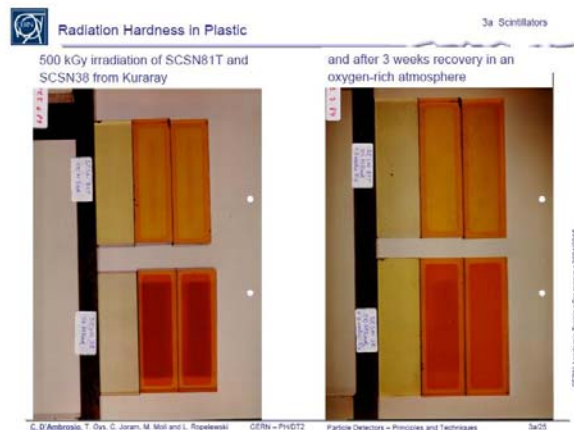 CERN
Radiation Hardness in Plastic
3a Scintillators
500 kGy irradiation of SCSN81T and
SCSN38 from Kuraray
and after 3 weeks recovery in an
oxygen-rich atmosphere
C. D'Ambrosio, T. Gys, C. Joram, M. Moll and L. Ropelewski
CERN – PH/DT2
Particle Detectors – Principles and Techniques
3a/25